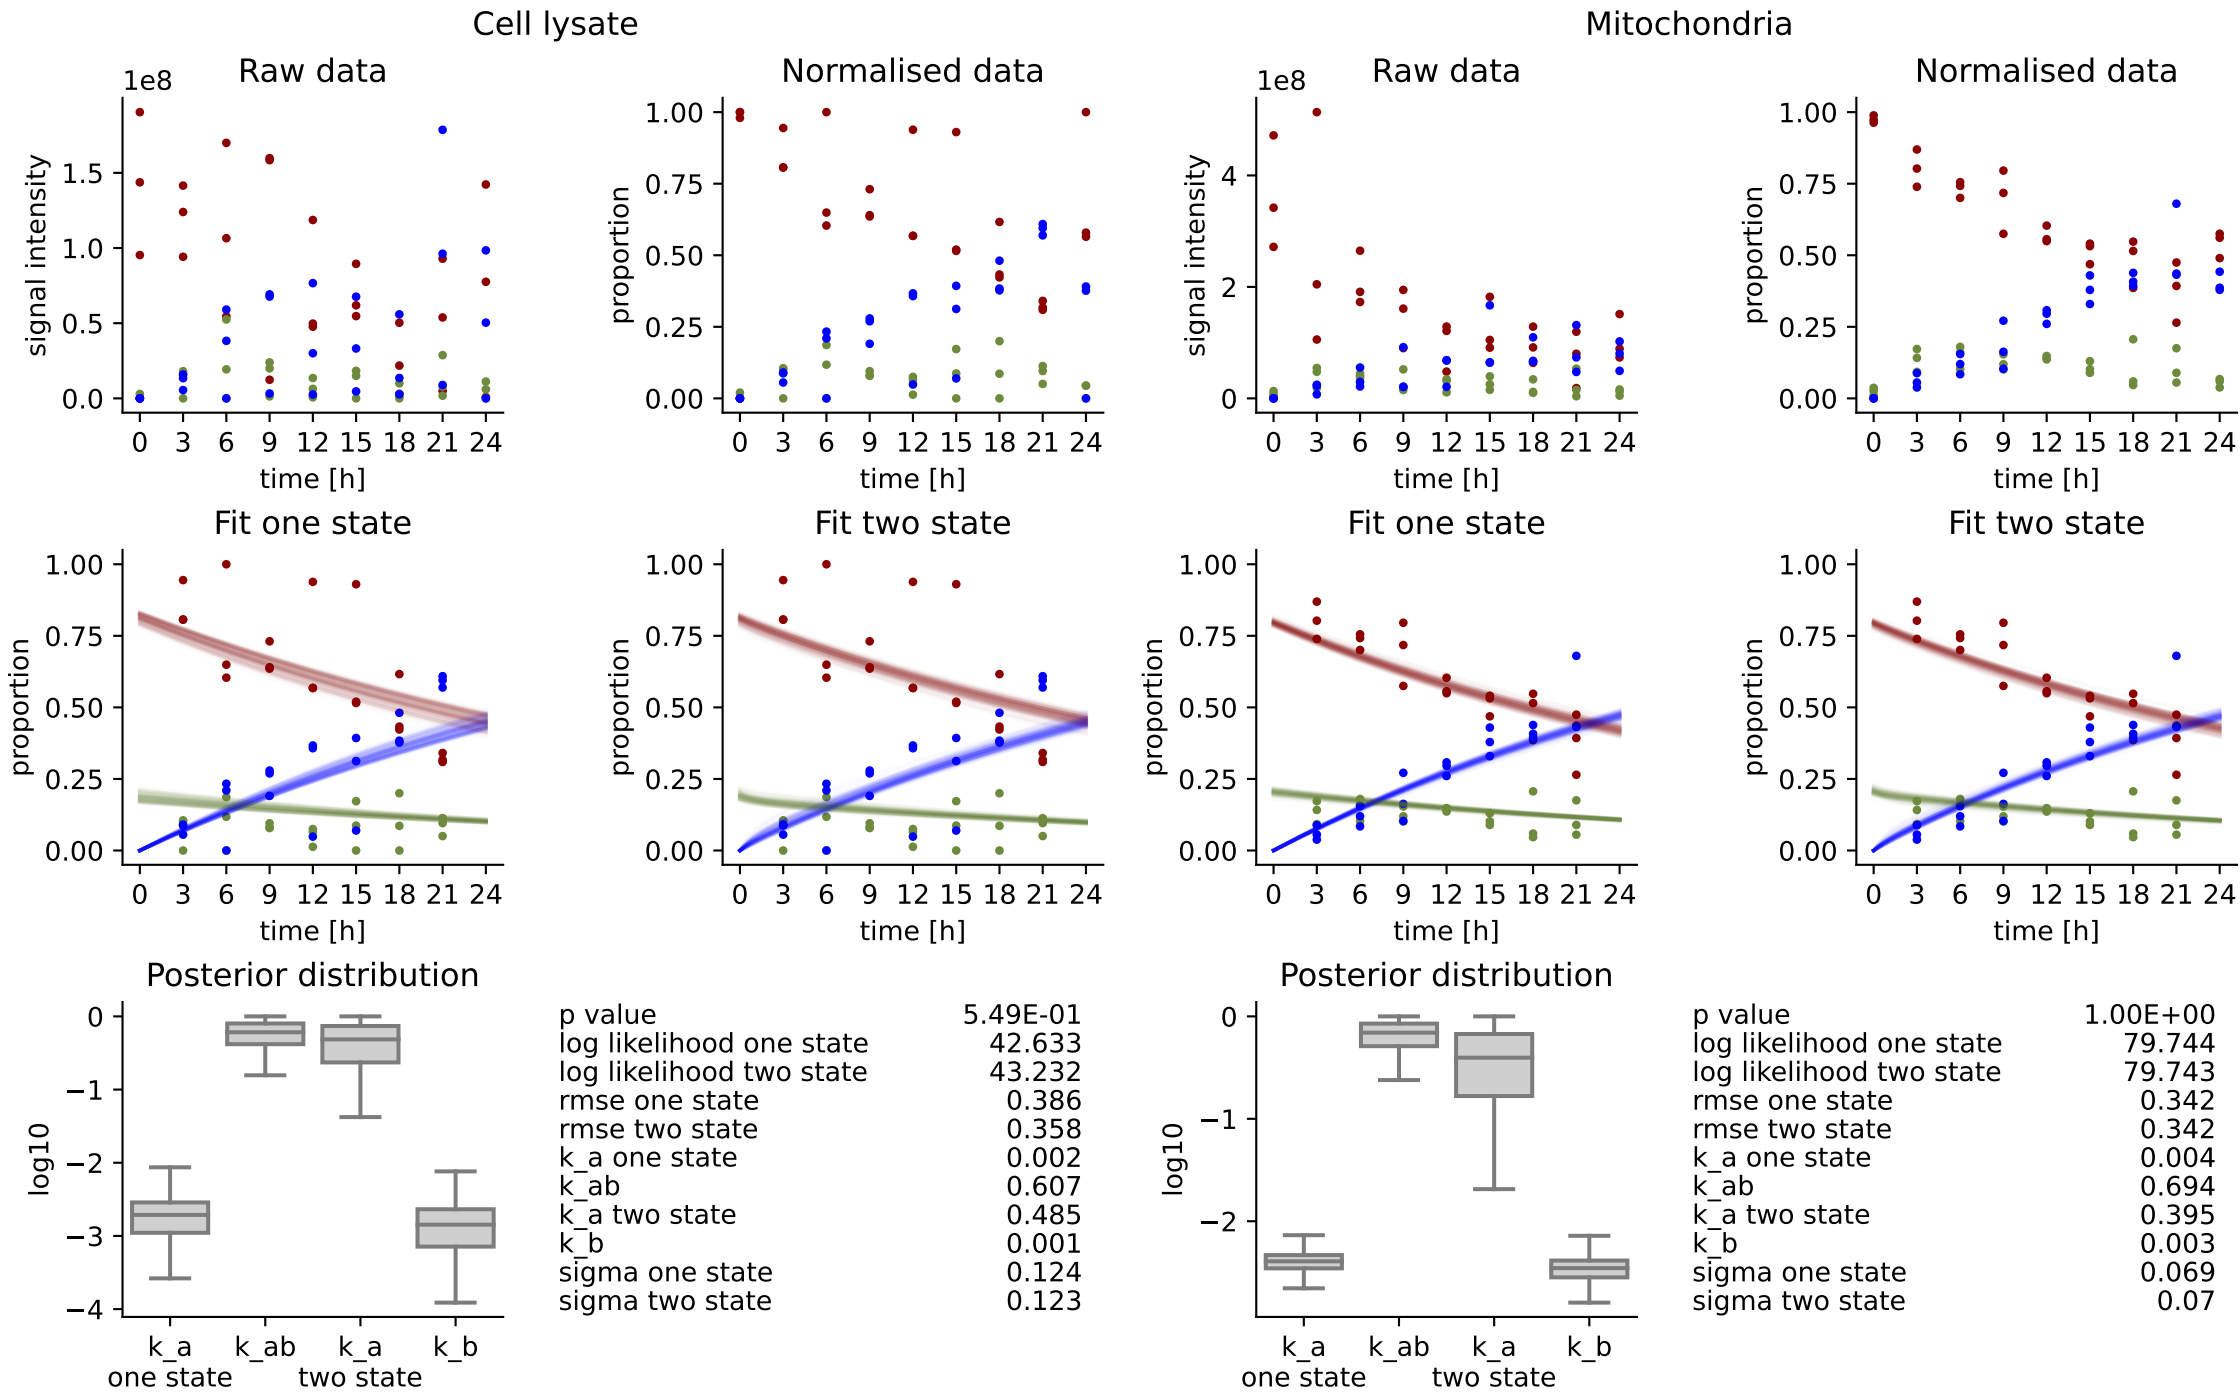 Cell lysate
Mitochondria
Raw data
Normalised data
Raw data
Normalised data
1e8
1.5
1.0
0.5
0.0
signal intensity
0 3 6 9 12 15 18 21 24
time [h]
1.00
0.75
0.50
0.25
0.00
proportion
0 3 6 9 12 15 18 21 24
time [h]
1e8
4
2
0
signal intensity
0 3 6 9 12 15 18 21 24
time [h]
1.00
0.75
0.50
0.25
0.00
proportion
0 3 6 9 12 15 18 21 24
time [h]
Fit one state
Fit two state
Fit one state
Fit two state
1.00
0.75
0.50
0.25
0.00
proportion
0 3 6 9 12 15 18 21 24
time [h]
1.00
0.75
0.50
0.25
0.00
proportion
0 3 6 9 12 15 18 21 24
time [h]
1.00
0.75
0.50
0.25
0.00
proportion
0 3 6 9 12 15 18 21 24
time [h]
1.00
0.75
0.50
0.25
0.00
proportion
0 3 6 9 12 15 18 21 24
time [h]
Posterior distribution
0
−1
−2
−3
−4
log10
k_a k_ab k_a k_b
one state two state
p value 5.49E-01
log likelihood one state 42.633
log likelihood two state 43.232
rmse one state 0.386
rmse two state 0.358
k_a one state 0.002
k_ab 0.607
k_a two state 0.485
k_b 0.001
sigma one state 0.124
sigma two state 0.123
Posterior distribution
0
−1
−2
log10
k_a k_ab k_a k_b
one state two state
p value 1.00E+00
log likelihood one state 79.744
log likelihood two state 79.743
rmse one state 0.342
rmse two state 0.342
k_a one state 0.004
k_ab 0.694
k_a two state 0.395
k_b 0.003
sigma one state 0.069
sigma two state 0.07